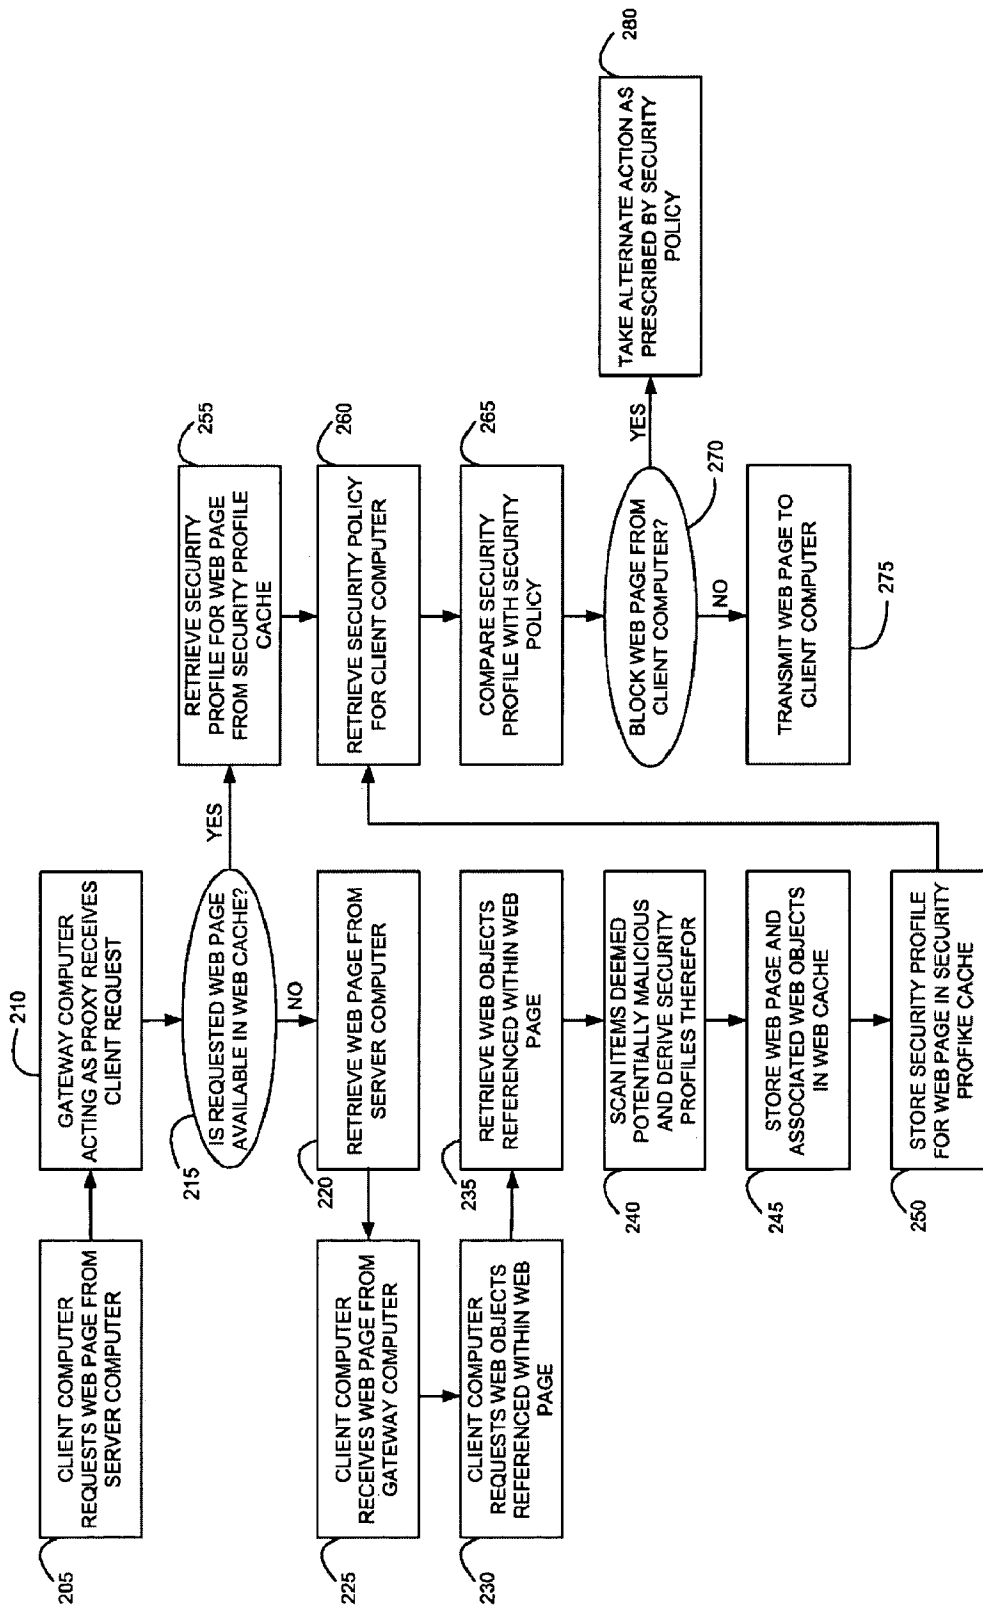 205
CLIENT COMPUTER
REQUESTS WEB PAGE FROM
SERVER COMPUTER
210
GATEWAY COMPUTER
ACTING AS PROXY RECEIVES
CLIENT REQUEST
215
IS REQUESTED WEB PAGE
AVAILABLE IN WEB CACHE?
YES
NO
220
RETRIEVE WEB PAGE FROM
SERVER COMPUTER
225
CLIENT COMPUTER
RECEIVES WEB PAGE FROM
GATEWAY COMPUTER
230
CLIENT COMPUTER
REQUESTS WEB OBJECTS
REFERENCED WITHIN WEB
PAGE
235
RETRIEVE WEB OBJECTS
REFERENCED WITHIN WEB
PAGE
240
SCAN ITEMS DEEMED
POTENTIALLY MALICIOUS
AND DERIVE SECURITY
PROFILES THEREFOR
245
STORE WEB PAGE AND
ASSOCIATED WEB OBJECTS
IN WEB CACHE
250
STORE SECURITY PROFILE
FOR WEB PAGE IN SECURITY
PROFIKE CACHE
255
RETRIEVE SECURITY
PROFILE FOR WEB PAGE
FROM SECURITY PROFILE
CACHE
260
RETRIEVE SECURITY POLICY
FOR CLIENT COMPUTER
265
COMPARE SECURITY
PROFILE WITH SECURITY
POLICY
270
BLOCK WEB PAGE FROM
CLIENT COMPUTER?
YES
NO
275
TRANSMIT WEB PAGE TO
CLIENT COMPUTER
280
TAKE ALTERNATE ACTION AS
PRESCRIBED BY SECURITY
POLICY